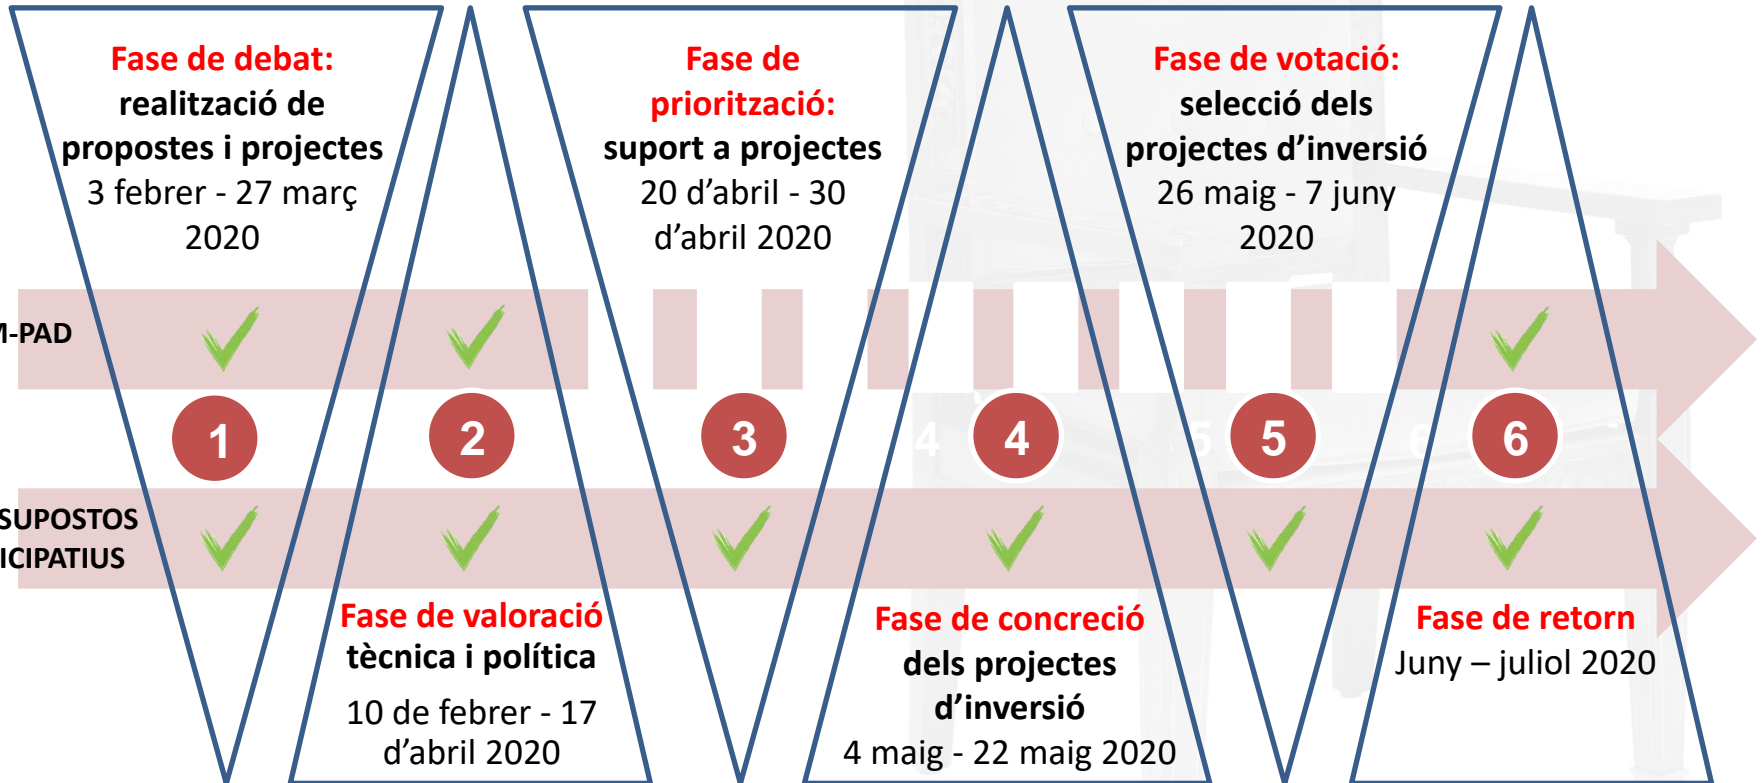 Fase de debat:
realització de
propostes i projectes
3 febrer - 27 març
2020
Fase de
priorització:
suport a projectes
20 d’abril - 30
d’abril 2020
Fase de votació:
selecció dels
projectes d’inversió
26 maig - 7 juny
2020
M-PAD
1
2
3
4
4
5
5
6
6
SUPOSTOS
ICIPATIUS
Fase de valoració
tècnica i política
10 de febrer - 17
d’abril 2020
Fase de concreció
dels projectes
d’inversió
4 maig - 22 maig 2020
Fase de retorn
Juny – juliol 2020